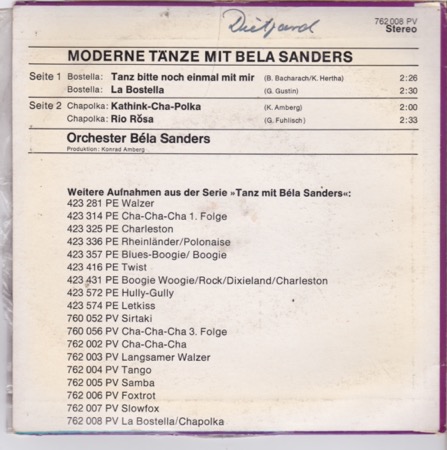 762 008 PV
Stereo
MODERNE TÄNZE MIT BELA SANDERS
Seite 1 Bostella: Tanz bitte noch einmal mit mir (B. Bacharach/K. Hertha) 2:26
Bostella: La Bostella (G. Gustin) 2:30
Seite 2 Chapolka: Kathink-Cha-Polka (K. Amberg) 2:00
Chapolka: Rio Rősa (G. Fuhlisch) 2:33
Orchester Béla Sanders
Produktion: Konrad Amberg
Weitere Aufnahmen aus der Serie »Tanz mit Béla Sanders«:
423 281 PE Walzer
423 314 PE Cha-Cha-Cha 1. Folge
423 325 PE Charleston
423 336 PE Rheinländer/Polonaise
423 357 PE Blues-Boogie/ Boogie
423 416 PE Twist
423 431 PE Boogie Woogie/Rock/Dixieland/Charleston
423 572 PE Hully-Gully
423 574 PE Letkiss
760 052 PV Sirtaki
760 056 PV Cha-Cha-Cha 3. Folge
762 002 PV Cha-Cha-Cha
762 003 PV Langsamer Walzer
762 004 PV Tango
762 005 PV Samba
762 006 PV Foxtrot
762 007 PV Slowfox
762 008 PV La Bostella/Chapolka